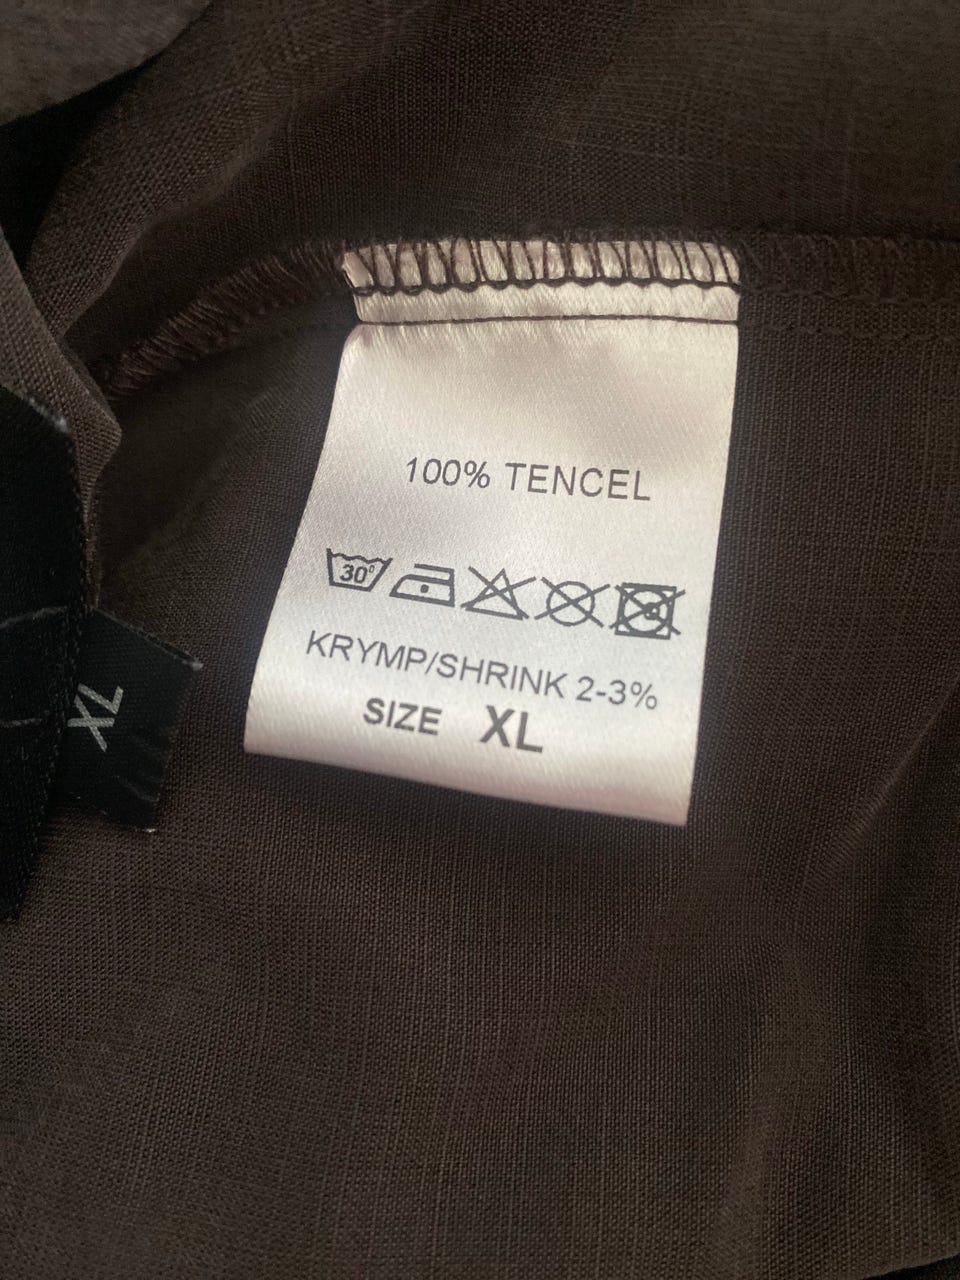 100% TENCEL
30°
KRYMP/SHRINK 2-3%
SIZE XL
XL